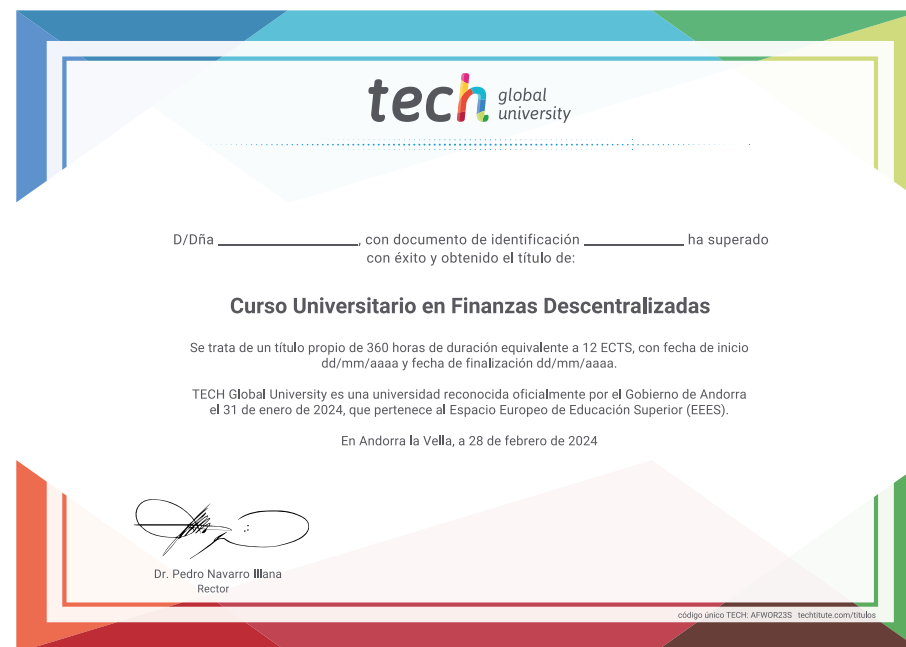 tech global university
D/Dña ______________, con documento de identificación __________ ha superado
con éxito y obtenido el título de:
Curso Universitario en Finanzas Descentralizadas
Se trata de un título propio de 360 horas de duración equivalente a 12 ECTS, con fecha de inicio
dd/mm/aaaa y fecha de finalización dd/mm/aaaa.
TECH Global University es una universidad reconocida oficialmente por el Gobierno de Andorra
el 31 de enero de 2024, que pertenece al Espacio Europeo de Educación Superior (EEES).
En Andorra la Vella, a 28 de febrero de 2024
Dr. Pedro Navarro Illana
Rector
código único TECH: AFWOR23S techtitute.com/titulos